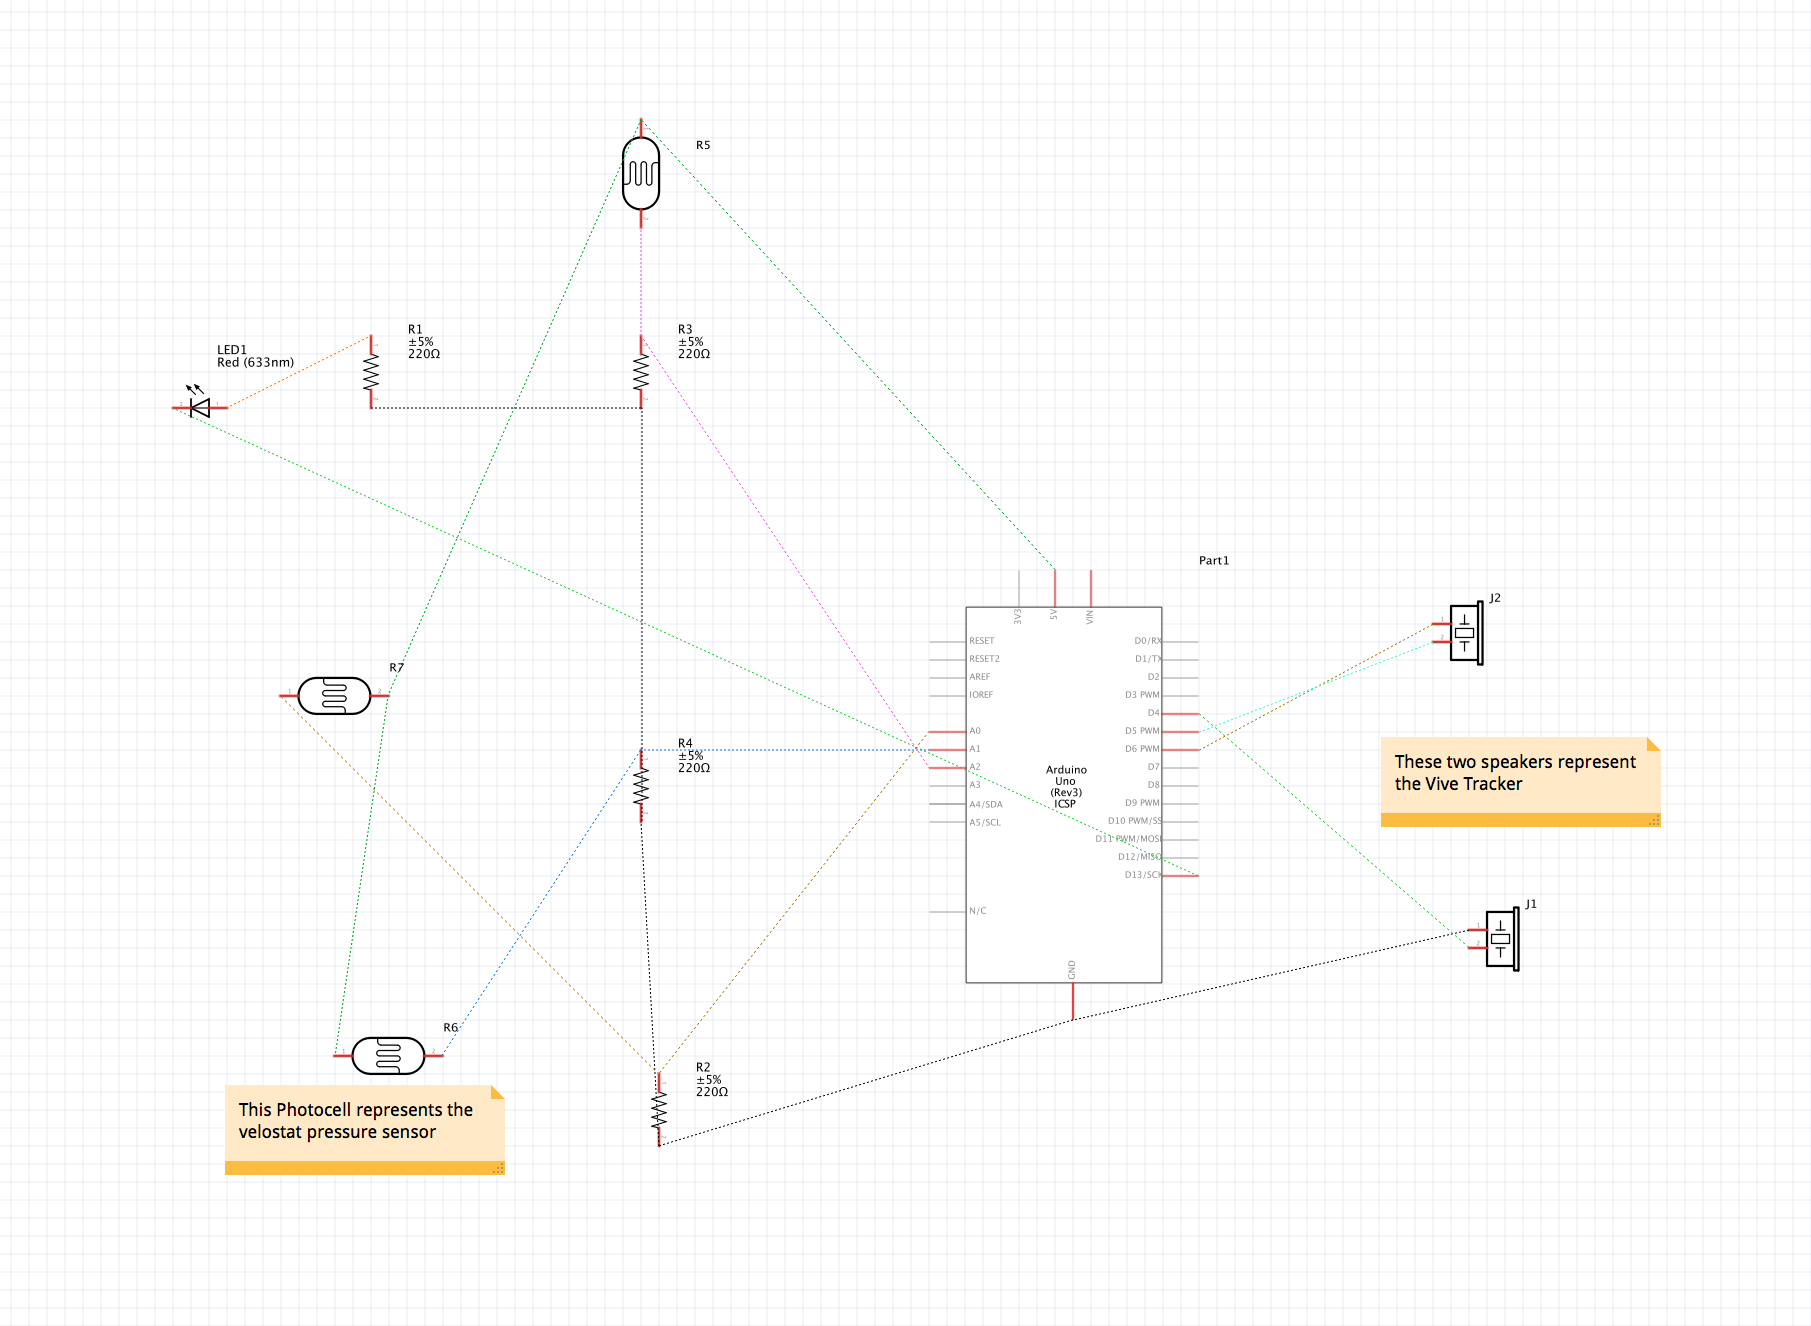 R5
R1
±5%
220Ω
R3
±5%
220Ω
LED1
Red (633nm)
Part1
3V3
5V
VIN
J2
RESET
RESET2
AREF
IOREF
A0
A1
A2
A3
A4/SDA
A5/SCL
N/C
D0/RX
D1/TX
D2
D3 PWM
D4
D5 PWM
D6 PWM
D7
D8
D9 PWM
D10 PWM/SS
D11 PWM/MOSI
D12/MISO
D13/SCK
Arduino
Uno
(Rev3)
ICSP
GND
R7
R4
±5%
220Ω
These two speakers represent
the Vive Tracker
J1
R6
R2
±5%
220Ω
This Photocell represents the
velostat pressure sensor